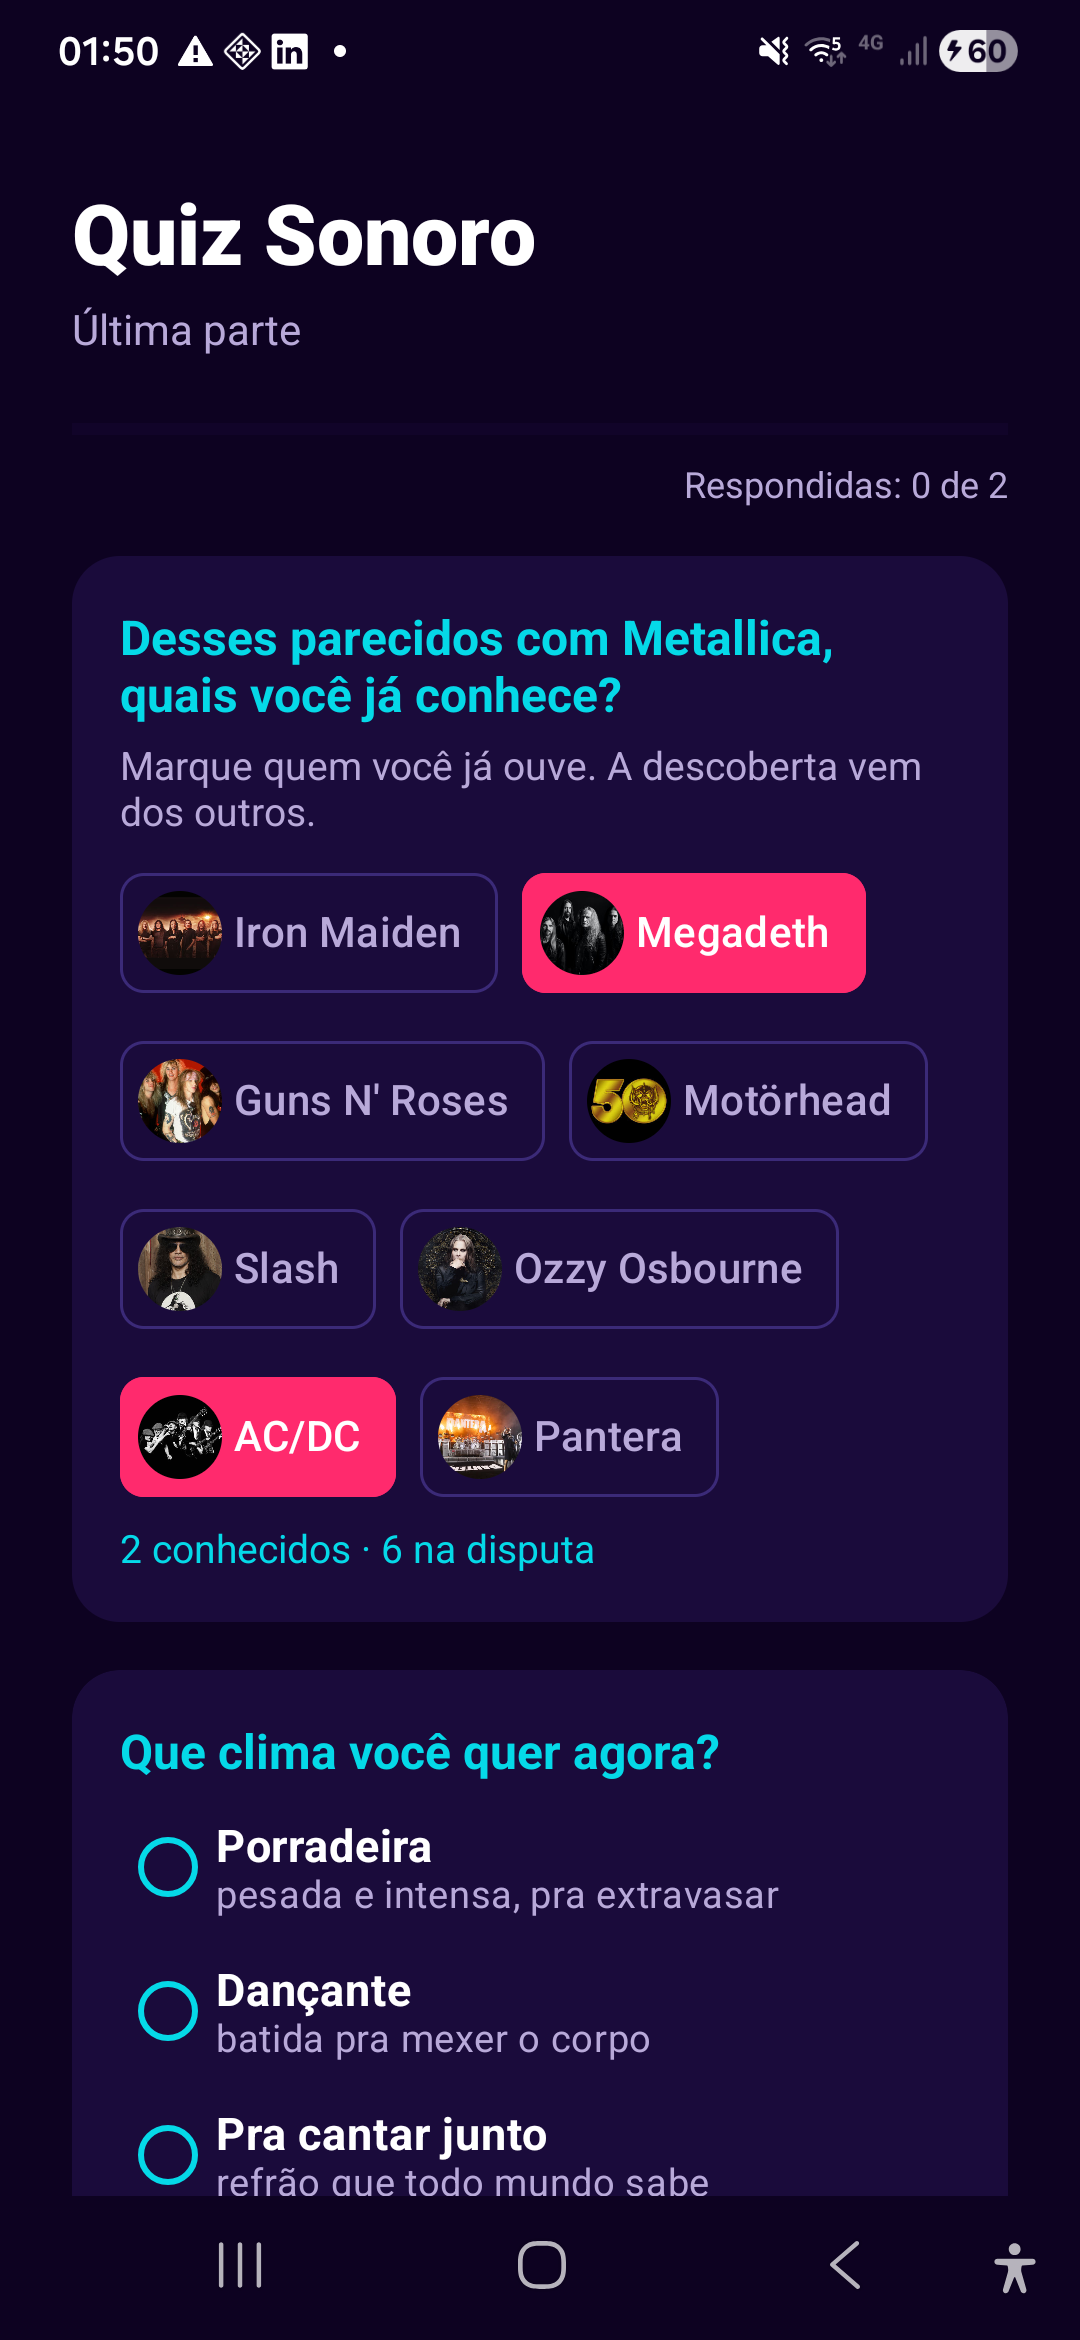 01:50
4G
60
Quiz Sonoro
Última parte
Respondidas: 0 de 2
Desses parecidos com Metallica,
quais você já conhece?
Marque quem você já ouve. A descoberta vem
dos outros.
Iron Maiden
Megadeth
Guns N' Roses
50
Motörhead
Slash
Ozzy Osbourne
AC/DC
Pantera
2 conhecidos · 6 na disputa
Que clima você quer agora?
Porradeira
pesada e intensa, pra extravasar
Dançante
batida pra mexer o corpo
Pra cantar junto
refrão que todo mundo sabe